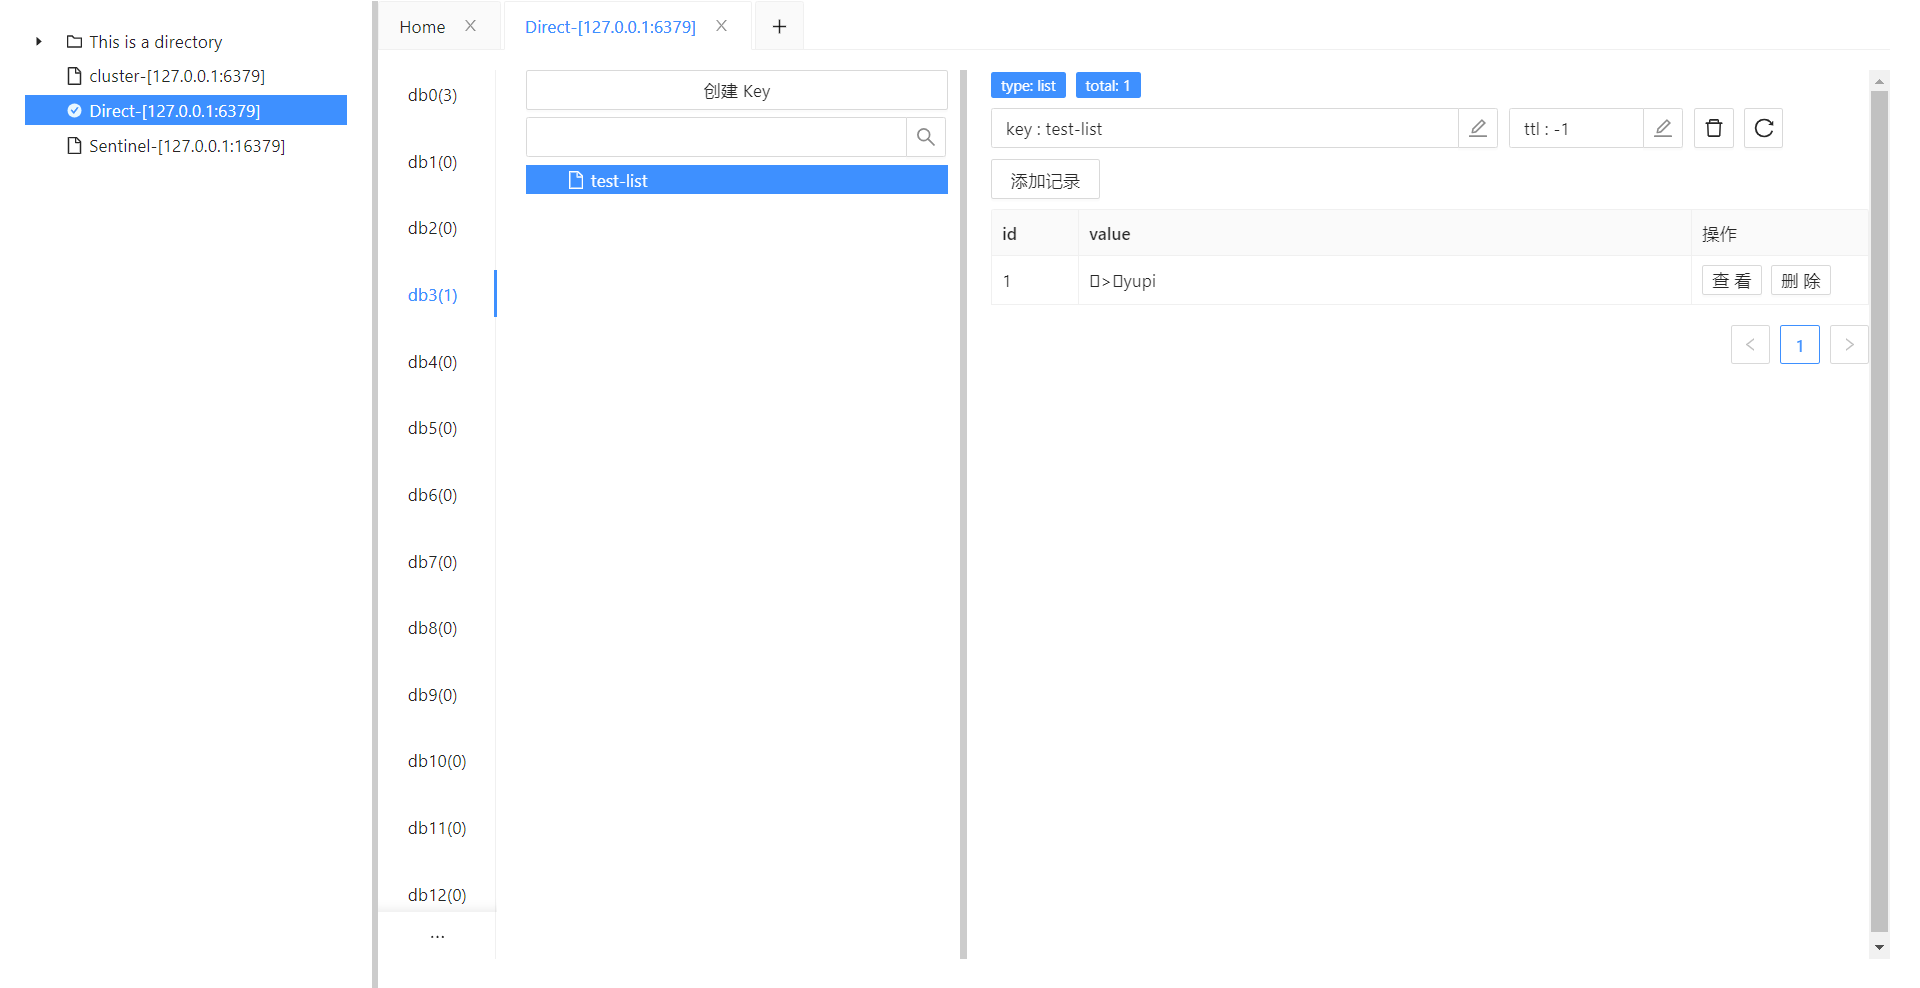 This is a directory
cluster-[127.0.0.1:6379]
Direct-[127.0.0.1:6379]
Sentinel-[127.0.0.1:16379]
Home
Direct-[127.0.0.1:6379]
db0(3)
db1(0)
db2(0)
db3(1)
db4(0)
db5(0)
db6(0)
db7(0)
db8(0)
db9(0)
db10(0)
db11(0)
db12(0)
...
创建 Key
test-list
type: list total: 1
key : test-list
ttl : -1
添加记录
id value 操作
1 ▯>▯yupi 查 看 删 除
< 1 >